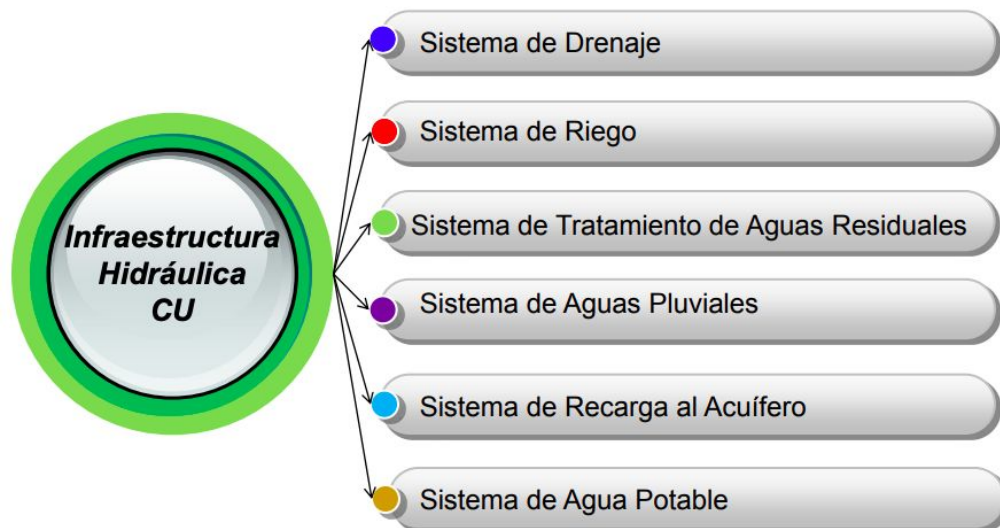 Infraestructura
Hidráulica
CU
Sistema de Drenaje
Sistema de Riego
Sistema de Tratamiento de Aguas Residuales
Sistema de Aguas Pluviales
Sistema de Recarga al Acuífero
Sistema de Agua Potable